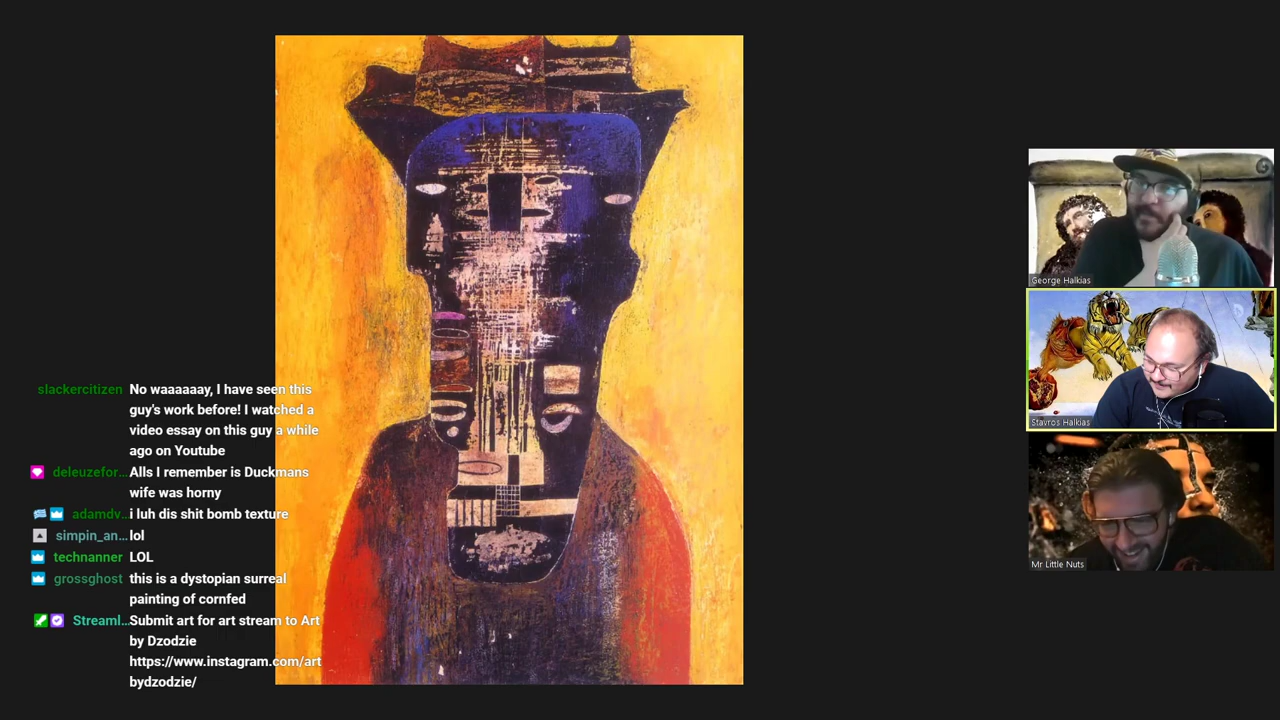 slackercitizen No waaaaaay, I have seen this
guy's work before! I watched a
video essay on this guy a while
ago on Youtube
deleuzefor... Alls I remember is Duckmans
wife was horny
adamdv... i luh dis shit bomb texture
simpin_an... lol
technanner LOL
grossghost this is a dystopian surreal
painting of cornfed
Streaml... Submit art for art stream to Art
by Dzodzie
https://www.instagram.com/art
bydzodzie/
George Halkias
Stavros Halkias
Mr Little Nuts